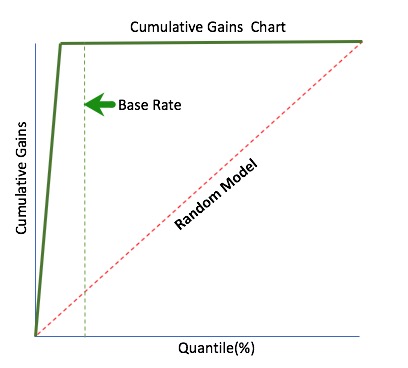 Cumulative Gains  Chart
Base Rate
Cumulative Gains
Random Model
Quantile(%)